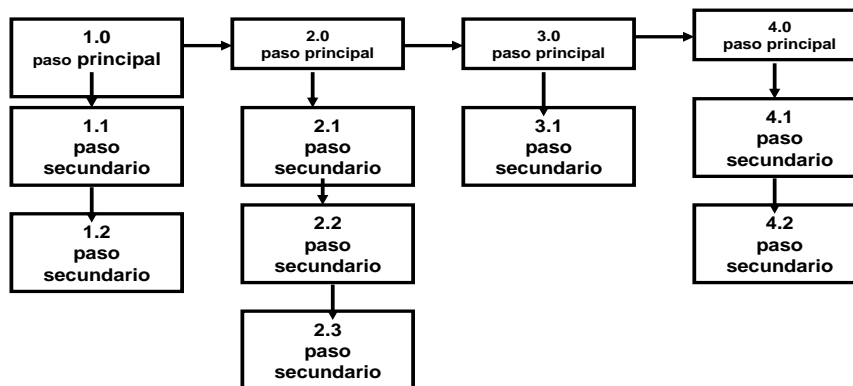 1.0
paso principal
2.0
paso principal
3.0
paso principal
4.0
paso principal
1.1
paso
secundario
2.1
paso
secundario
3.1
paso
secundario
4.1
paso
secundario
1.2
paso
secundario
2.2
paso
secundario
4.2
paso
secundario
2.3
paso
secundario